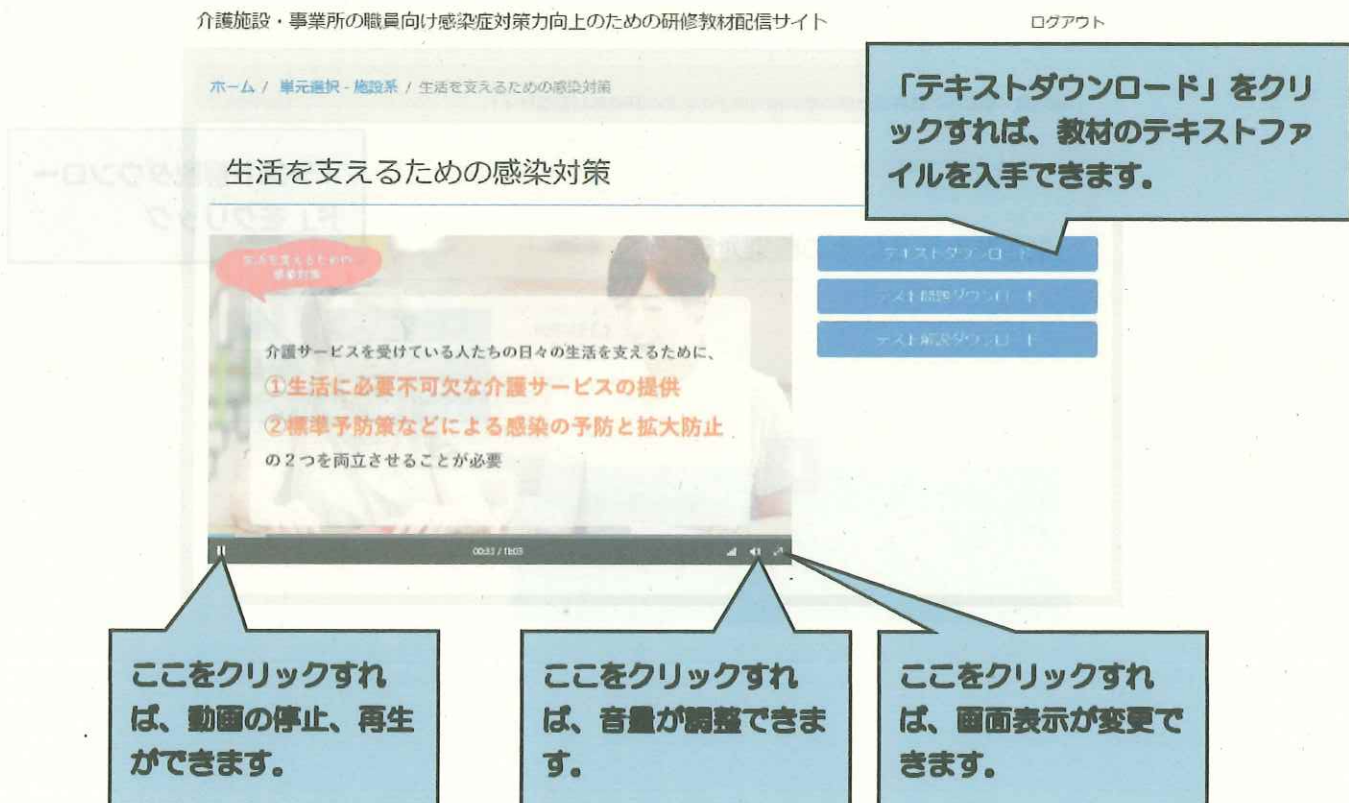 介護施設・事業所の職員向け感染症対策力向上のための研修教材配信サイト
ログアウト
ホーム / 単元選択 - 施設系 / 生活を支えるための感染対策
「テキストダウンロード」をクリ
ックすれば、教材のテキストファ
イルを入手できます。
生活を支えるための感染対策
生活を支えるための
感染対策
介護サービスを受けている人たちの日々の生活を支えるために、
①生活に必要不可欠な介護サービスの提供
②標準予防策などによる感染の予防と拡大防止
の2つを両立させることが必要
テキストダウンロード
テスト問題ダウンロード
テスト解説ダウンロード
ここをクリックすれ
ば、動画の停止、再生
ができます。
ここをクリックすれ
ば、音量が調整できま
す。
ここをクリックすれ
ば、画面表示が変更で
きます。